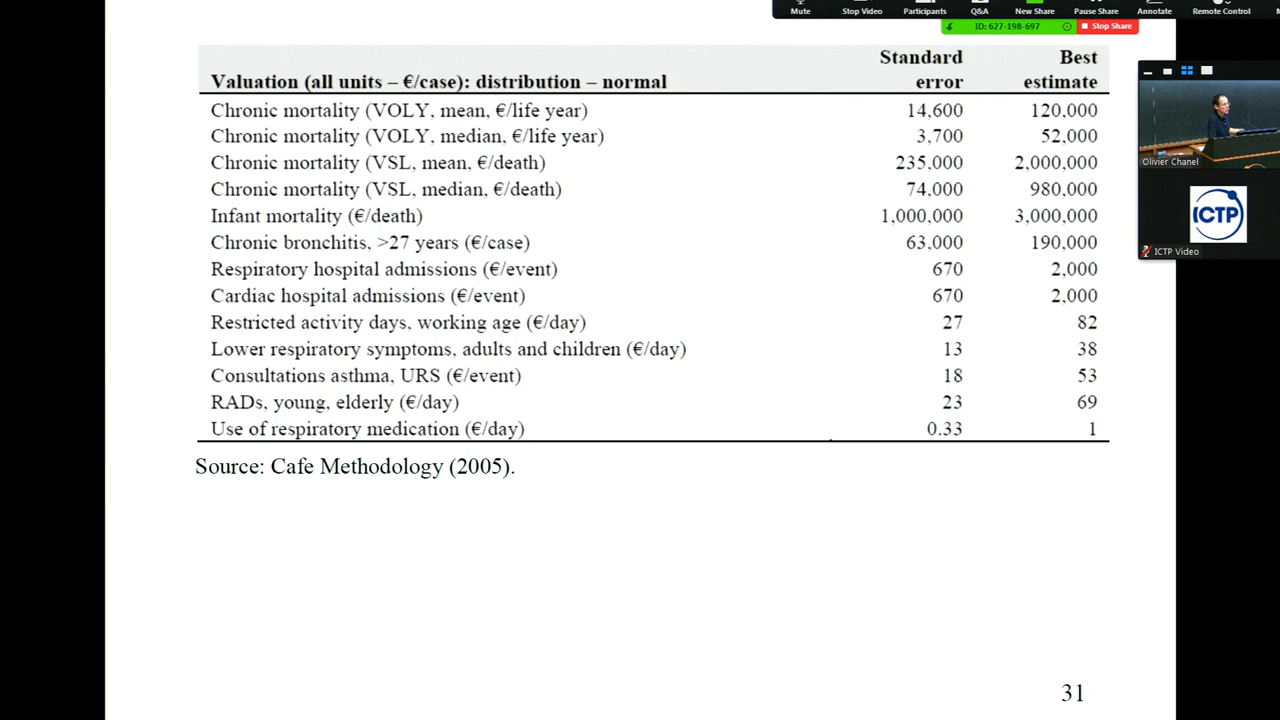 Mute Stop Video Participants Q&A New Share Pause Share Annotate Remote Control
ID: 627-198-697 Stop Share
Standard Best
Valuation (all units – €/case): distribution – normal error estimate
Chronic mortality (VOLY, mean, €/life year) 14,600 120,000
Chronic mortality (VOLY, median, €/life year) 3,700 52,000
Chronic mortality (VSL, mean, €/death) 235,000 2,000,000
Chronic mortality (VSL, median, €/death) 74,000 980,000
Infant mortality (€/death) 1,000,000 3,000,000
Chronic bronchitis, >27 years (€/case) 63,000 190,000
Respiratory hospital admissions (€/event) 670 2,000
Cardiac hospital admissions (€/event) 670 2,000
Restricted activity days, working age (€/day) 27 82
Lower respiratory symptoms, adults and children (€/day) 13 38
Consultations asthma, URS (€/event) 18 53
RADs, young, elderly (€/day) 23 69
Use of respiratory medication (€/day) 0.33 1
Source: Cafe Methodology (2005).
31
Olivier Chanel
ICTP
ICTP Video